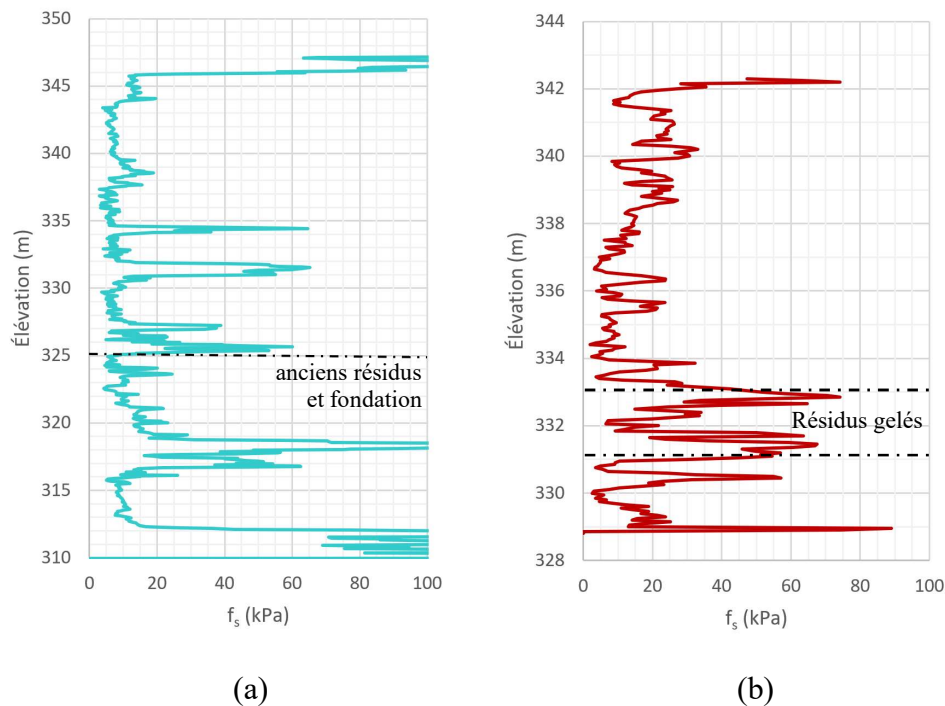 350
345
340
335
330
325
320
315
310
Élévation (m)
anciens résidus
et fondation
0 20 40 60 80 100
fs (kPa)
(a)
342
340
338
336
334
332
330
328
Élévation (m)
Résidus gelés
0 20 40 60 80 100
fs (kPa)
(b)